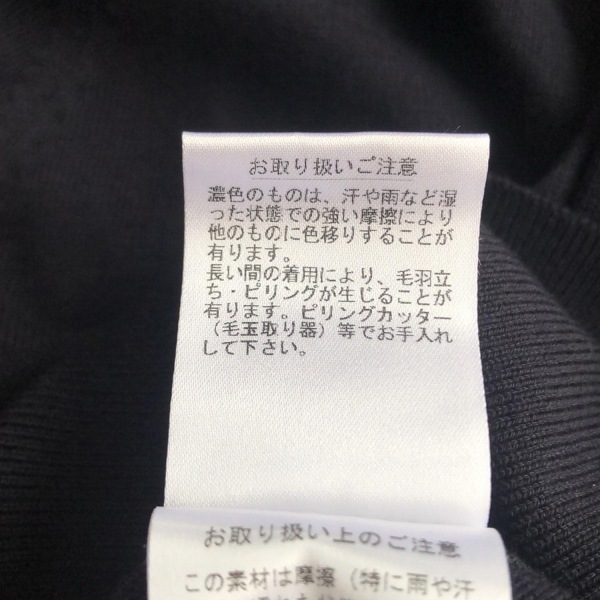 お取り扱いご注意
濃色のものは、汗や雨など湿
った状態での強い摩擦により
他のものに色移りすることが
有ります。
長い間の着用により、毛羽立
ち・ピリングが生じることが
有ります。ピリングカッター
（毛玉取り器）等でお手入れ
して下さい。
お取り扱い上のご注意
この素材は摩擦（特に雨や汗